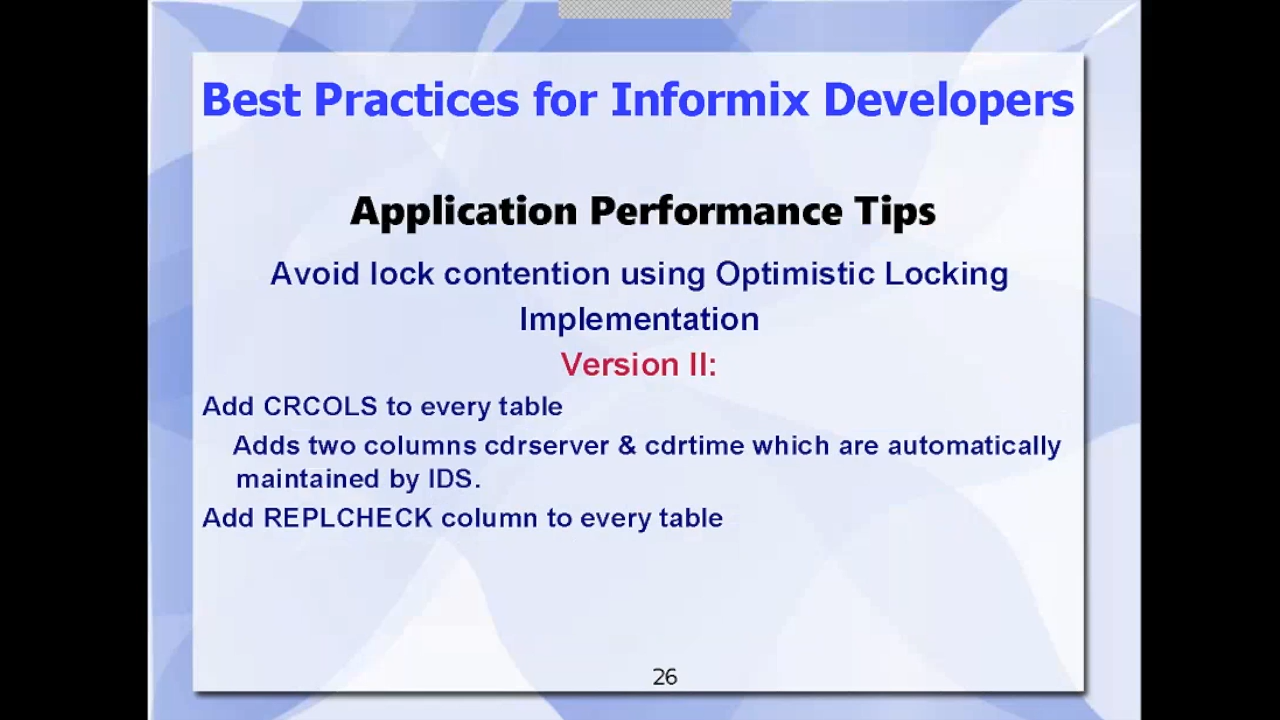 Best Practices for Informix Developers
Application Performance Tips
Avoid lock contention using Optimistic Locking
Implementation
Version II:
Add CRCOLS to every table
Adds two columns cdrserver & cdrtime which are automatically
maintained by IDS.
Add REPLCHECK column to every table
26